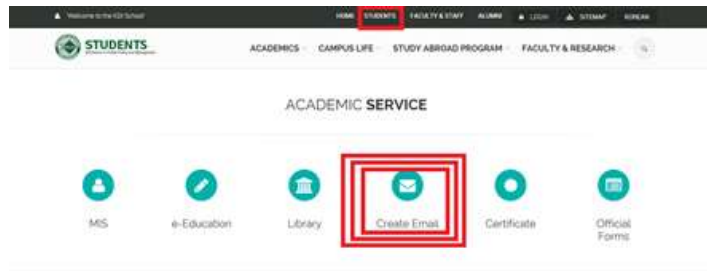 Welcome to the KDI School
HOME STUDENTS FACULTY & STAFF ALUMNI LOGIN SITEMAP KOREAN
STUDENTS
ACADEMICS CAMPUS LIFE STUDY ABROAD PROGRAM FACULTY & RESEARCH
ACADEMIC SERVICE
MIS e-Education Library Create Email Certificate Official
Forms